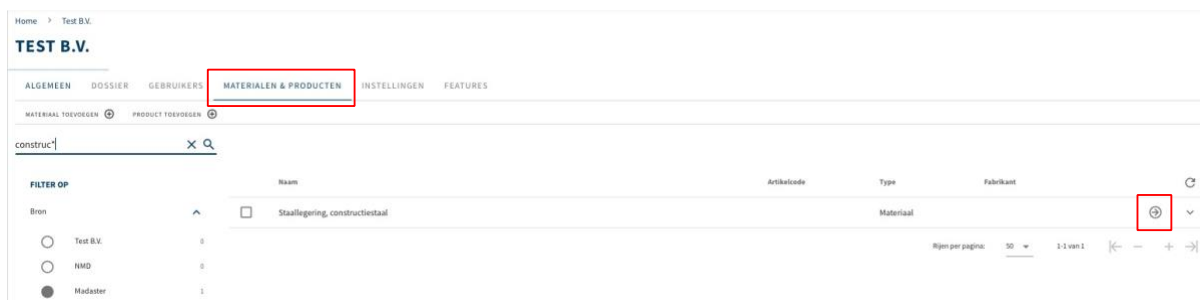 Home > Test B.V.
TEST B.V.
ALGEMEEN DOSSIER GEBRUIKERS MATERIALEN & PRODUCTEN INSTELLINGEN FEATURES
MATERIAAL TOEVOEGEN PRODUCT TOEVOEGEN
construc*
FILTER OP Naam Artikelcode Type Fabrikant
Bron Staallegering, constructiestaal Materiaal
Test B.V. 0 Rijen per pagina: 50 1-1 van 1
NMD 0
Madaster 1